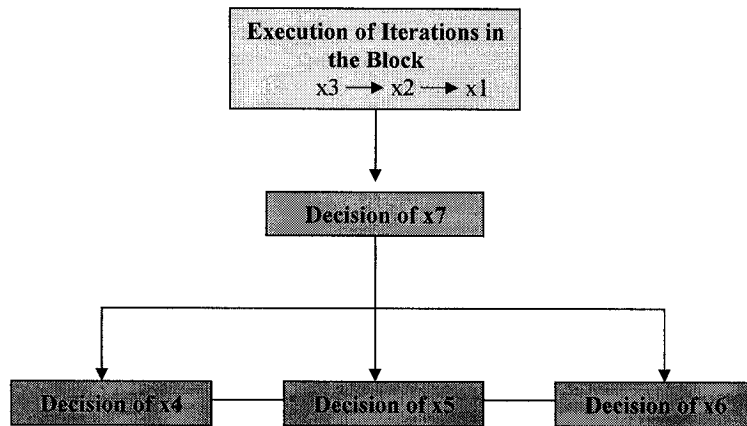 Execution of Iterations in
the Block
x3 → x2 → x1
Decision of x7
Decision of x4
Decision of x5
Decision of x6